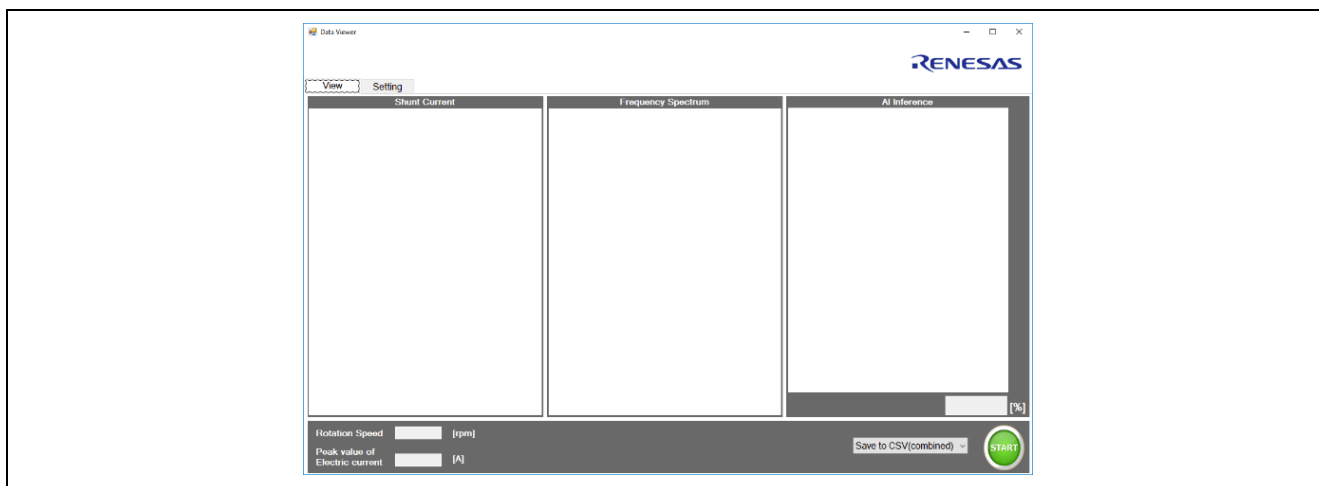 Data Viewer
RENESAS
View Setting
Shunt Current
Frequency Spectrum
AI Inference
[%]
Rotation Speed [rpm]
Peak value of
Electric current [A]
Save to CSV(combined)
START